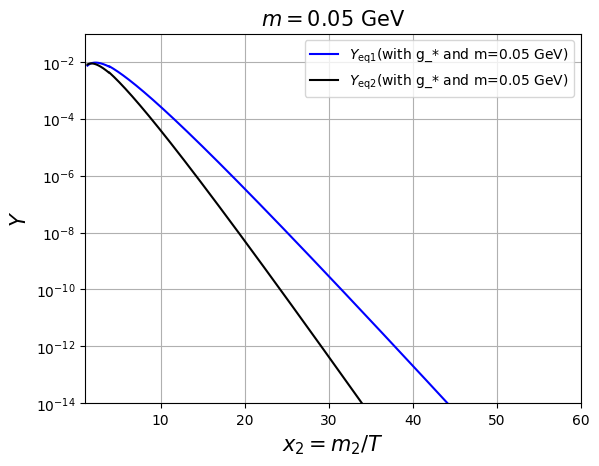 m = 0.05 GeV
Y_eq1(with g_* and m=0.05 GeV)
Y_eq2(with g_* and m=0.05 GeV)
10^−2
10^−4
10^−6
10^−8
10^−10
10^−12
10^−14
Y
10 20 30 40 50 60
x_2 = m_2/T